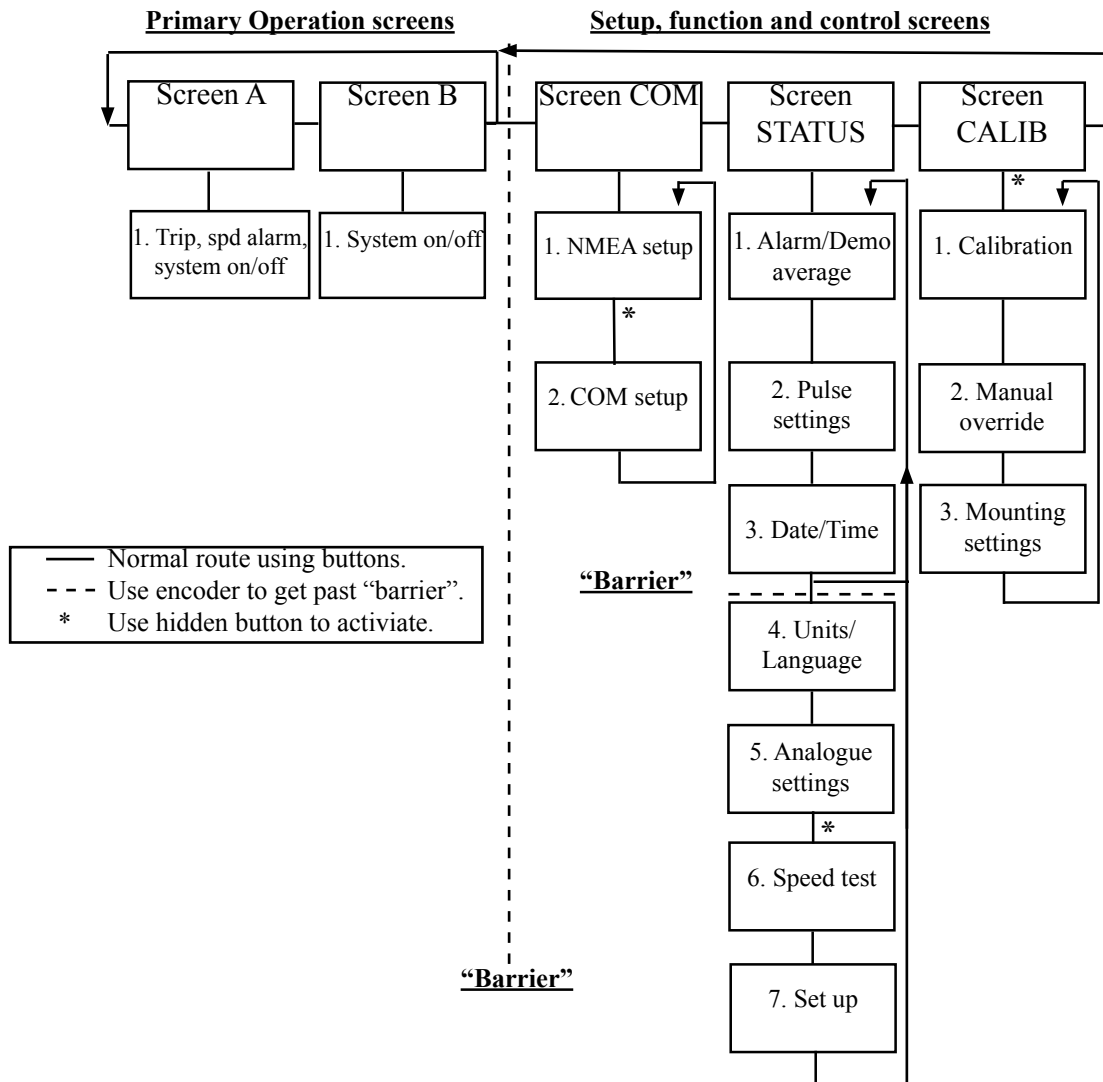 Primary Operation screens
Setup, function and control screens
Screen A
Screen B
Screen COM
Screen
STATUS
Screen
CALIB
*
1. Trip, spd alarm,
system on/off
1. System on/off
1. NMEA setup
1. Alarm/Demo
average
1. Calibration
*
2. COM setup
2. Pulse
settings
2. Manual
override
3. Date/Time
3. Mounting
settings
Normal route using buttons.
Use encoder to get past “barrier”.
* Use hidden button to activiate.
“Barrier”
4. Units/
Language
5. Analogue
settings
*
6. Speed test
“Barrier”
7. Set up